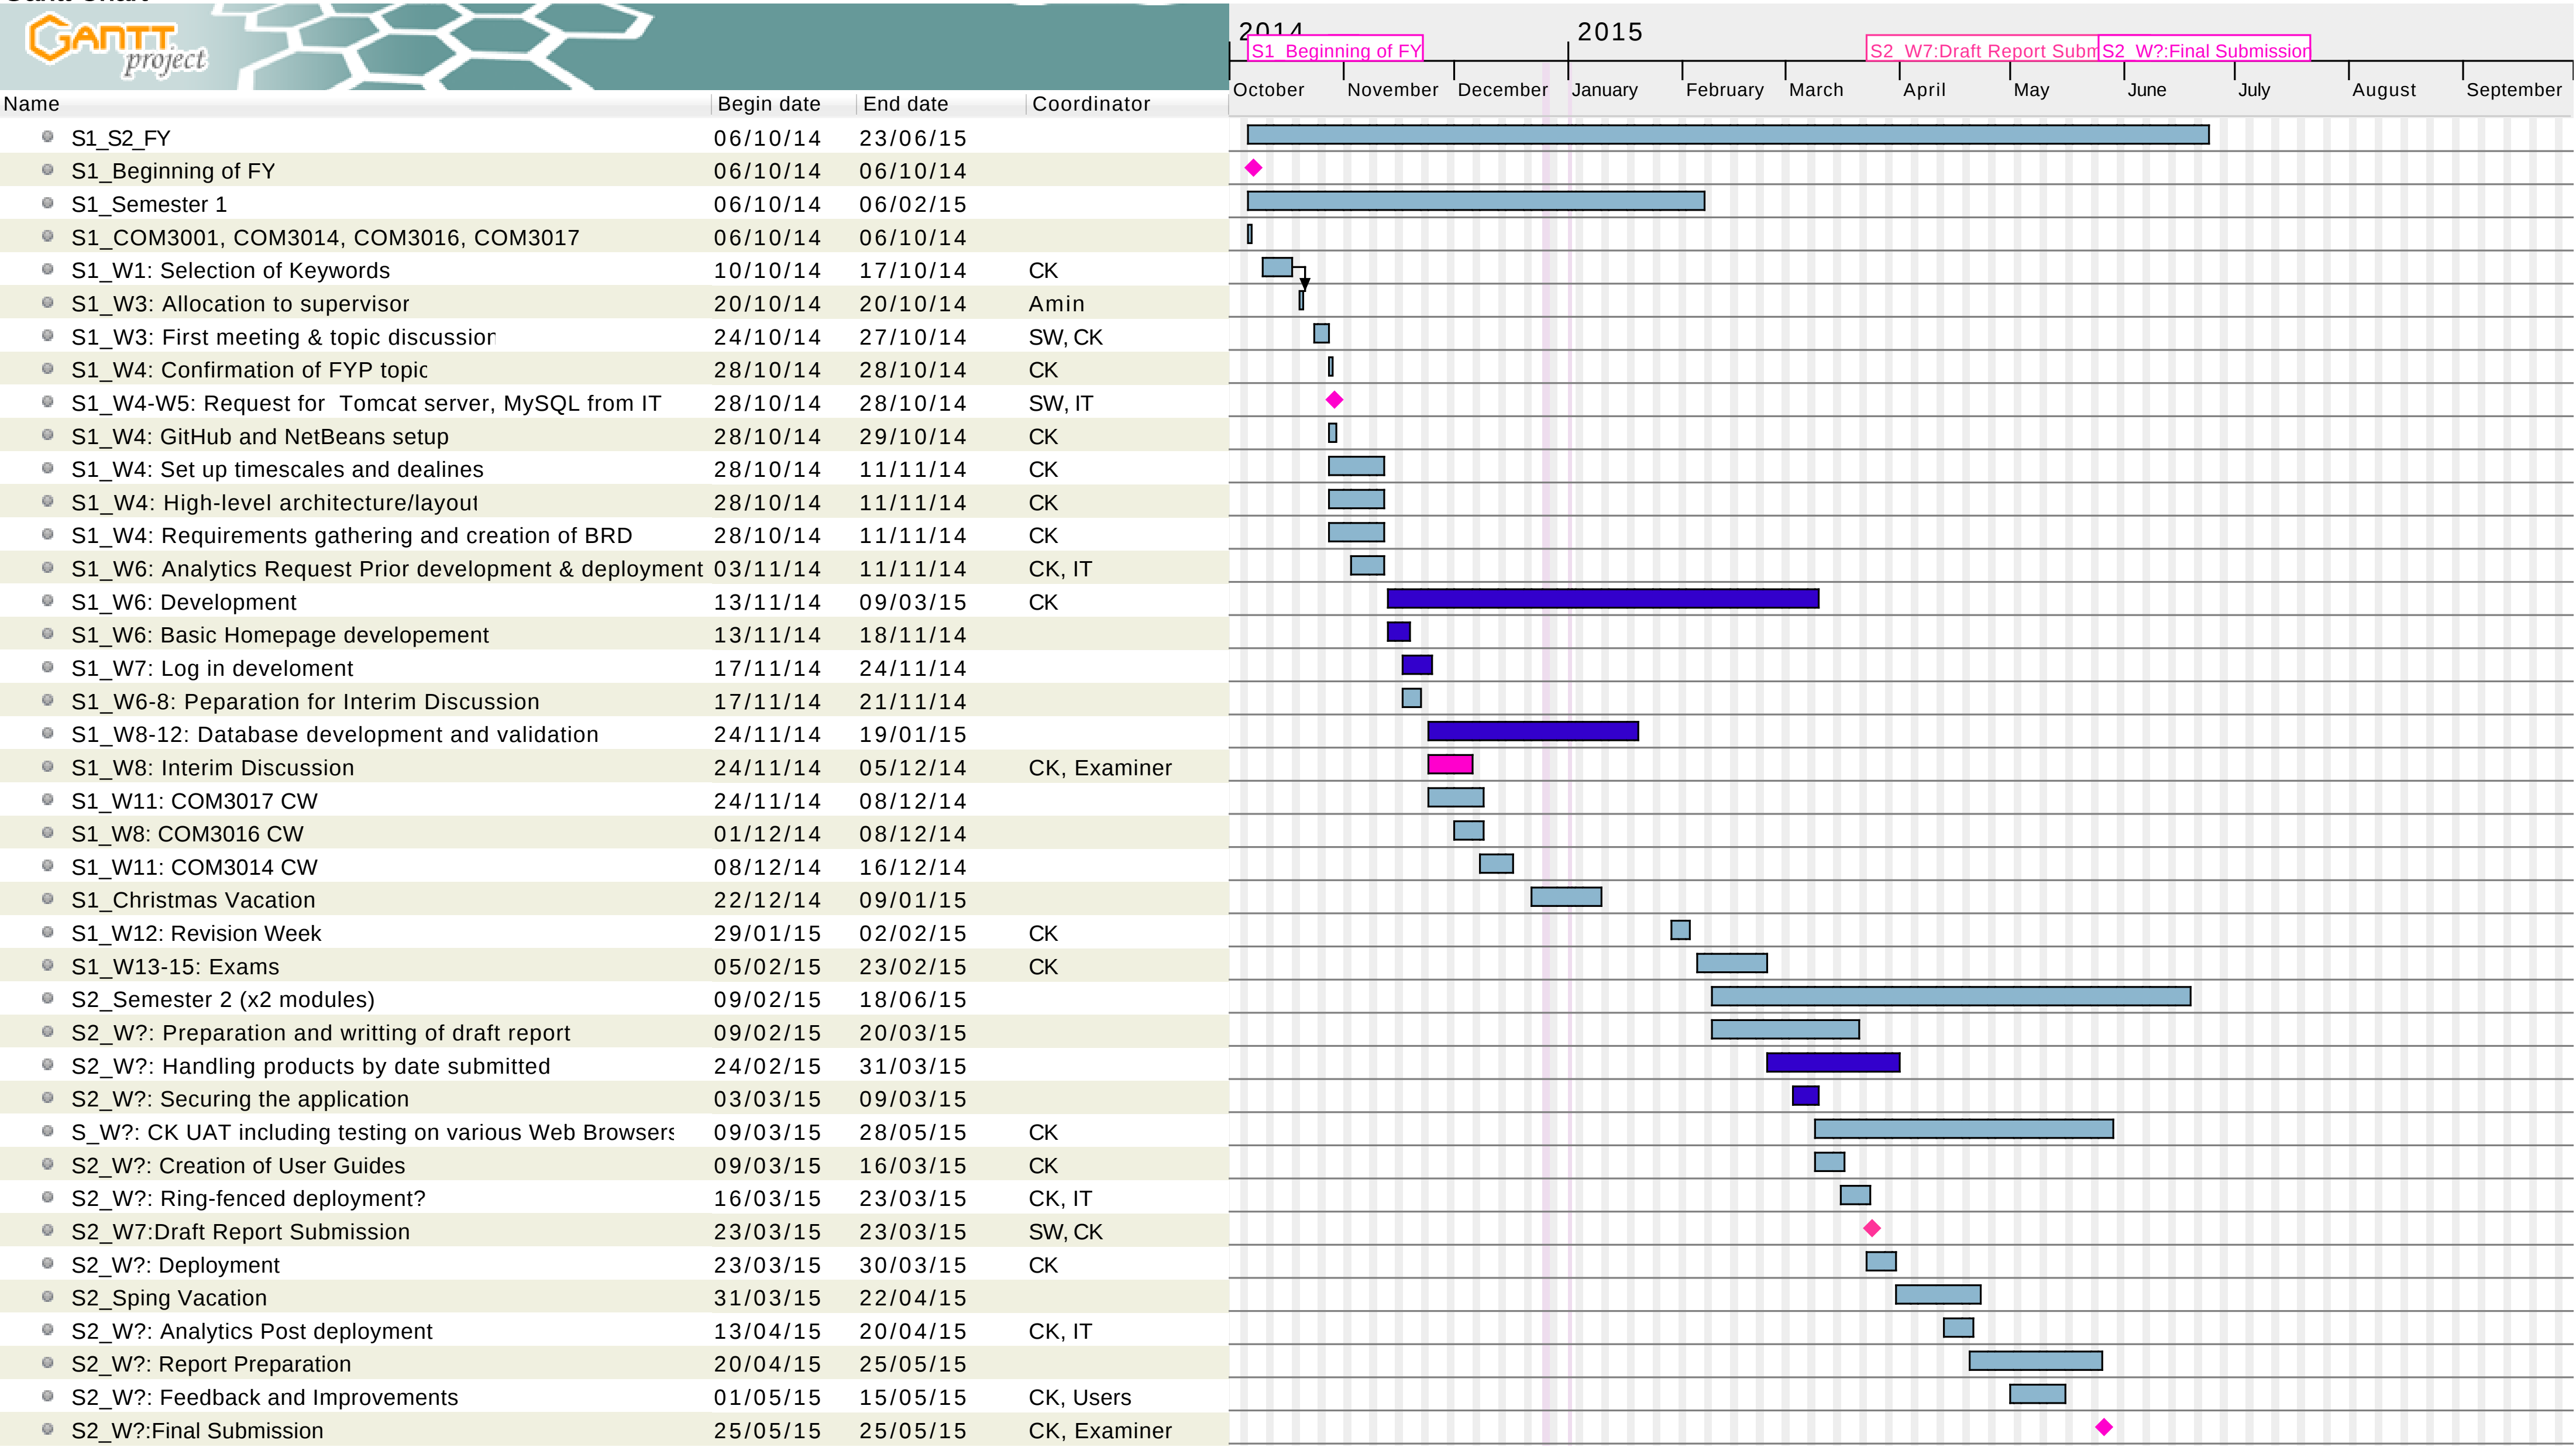 GANTT
project
2014
2015
S1_Beginning of FY
S2_W7:Draft Report Subm
S2_W?:Final Submission
October November December January February March April May June July August September
Name Begin date End date Coordinator
S1_S2_FY 06/10/14 23/06/15
S1_Beginning of FY 06/10/14 06/10/14
S1_Semester 1 06/10/14 06/02/15
S1_COM3001, COM3014, COM3016, COM3017 06/10/14 06/10/14
S1_W1: Selection of Keywords 10/10/14 17/10/14 CK
S1_W3: Allocation to supervisor 20/10/14 20/10/14 Amin
S1_W3: First meeting & topic discussion 24/10/14 27/10/14 SW, CK
S1_W4: Confirmation of FYP topic 28/10/14 28/10/14 CK
S1_W4-W5: Request for  Tomcat server, MySQL from IT 28/10/14 28/10/14 SW, IT
S1_W4: GitHub and NetBeans setup 28/10/14 29/10/14 CK
S1_W4: Set up timescales and dealines 28/10/14 11/11/14 CK
S1_W4: High-level architecture/layout 28/10/14 11/11/14 CK
S1_W4: Requirements gathering and creation of BRD 28/10/14 11/11/14 CK
S1_W6: Analytics Request Prior development & deployment 03/11/14 11/11/14 CK, IT
S1_W6: Development 13/11/14 09/03/15 CK
S1_W6: Basic Homepage developement 13/11/14 18/11/14
S1_W7: Log in develoment 17/11/14 24/11/14
S1_W6-8: Peparation for Interim Discussion 17/11/14 21/11/14
S1_W8-12: Database development and validation 24/11/14 19/01/15
S1_W8: Interim Discussion 24/11/14 05/12/14 CK, Examiner
S1_W11: COM3017 CW 24/11/14 08/12/14
S1_W8: COM3016 CW 01/12/14 08/12/14
S1_W11: COM3014 CW 08/12/14 16/12/14
S1_Christmas Vacation 22/12/14 09/01/15
S1_W12: Revision Week 29/01/15 02/02/15 CK
S1_W13-15: Exams 05/02/15 23/02/15 CK
S2_Semester 2 (x2 modules) 09/02/15 18/06/15
S2_W?: Preparation and writting of draft report 09/02/15 20/03/15
S2_W?: Handling products by date submitted 24/02/15 31/03/15
S2_W?: Securing the application 03/03/15 09/03/15
S_W?: CK UAT including testing on various Web Browsers 09/03/15 28/05/15 CK
S2_W?: Creation of User Guides 09/03/15 16/03/15 CK
S2_W?: Ring-fenced deployment? 16/03/15 23/03/15 CK, IT
S2_W7:Draft Report Submission 23/03/15 23/03/15 SW, CK
S2_W?: Deployment 23/03/15 30/03/15 CK
S2_Sping Vacation 31/03/15 22/04/15
S2_W?: Analytics Post deployment 13/04/15 20/04/15 CK, IT
S2_W?: Report Preparation 20/04/15 25/05/15
S2_W?: Feedback and Improvements 01/05/15 15/05/15 CK, Users
S2_W?:Final Submission 25/05/15 25/05/15 CK, Examiner